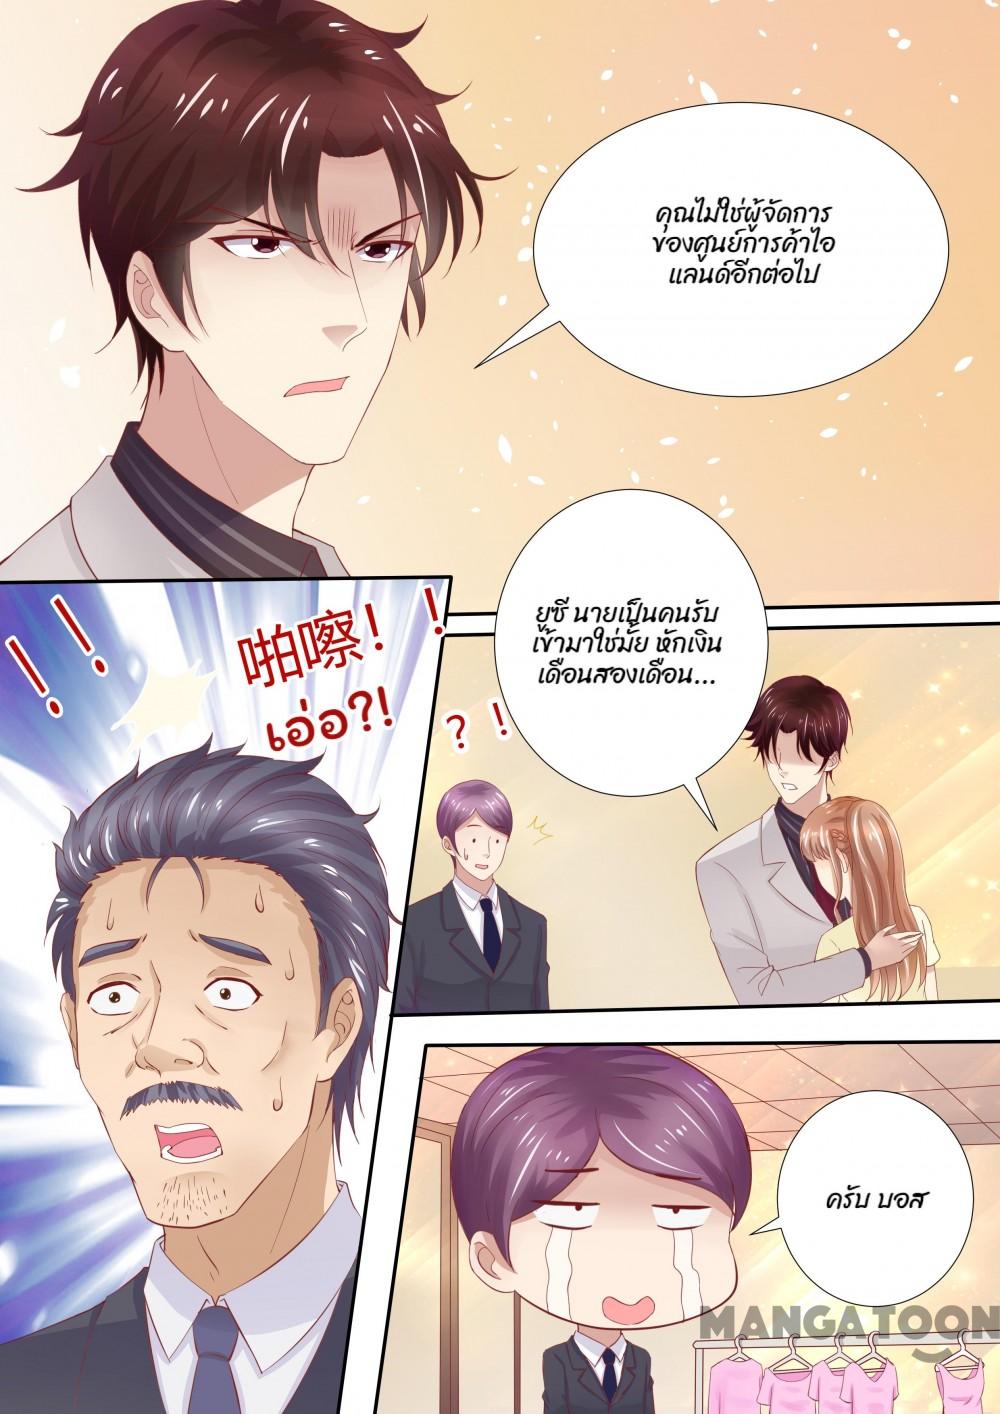 คุณไม่ใช่ผู้จัดการ
ของศูนย์การค้าไอ
แลนด์อีกต่อไป
! !
啪嚓! !
เอ่อ?!
ยูซี นายเป็นคนรับ
เข้ามาใช่มั้ย หักเงิน
เดือนสองเดือน...
? !
ครับ บอส
MANGATOON